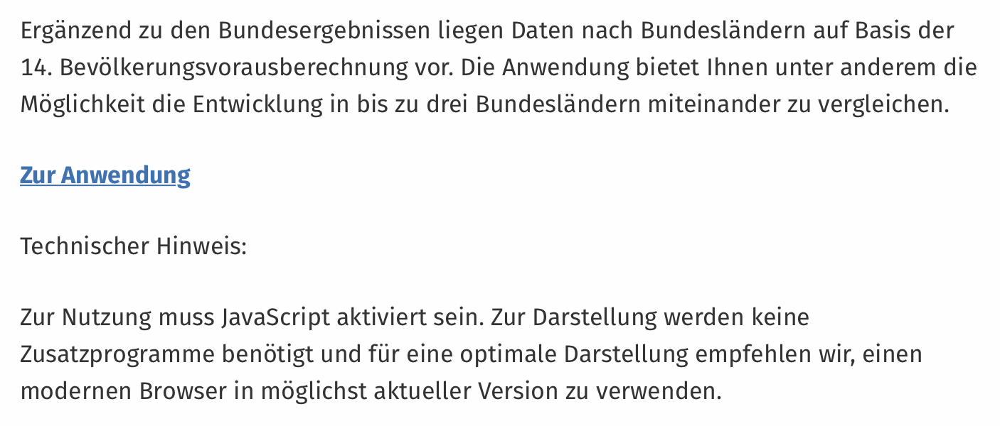 Ergänzend zu den Bundesergebnissen liegen Daten nach Bundesländern auf Basis der
14. Bevölkerungsvorausberechnung vor. Die Anwendung bietet Ihnen unter anderem die
Möglichkeit die Entwicklung in bis zu drei Bundesländern miteinander zu vergleichen.
Zur Anwendung
Technischer Hinweis:
Zur Nutzung muss JavaScript aktiviert sein. Zur Darstellung werden keine
Zusatzprogramme benötigt und für eine optimale Darstellung empfehlen wir, einen
modernen Browser in möglichst aktueller Version zu verwenden.